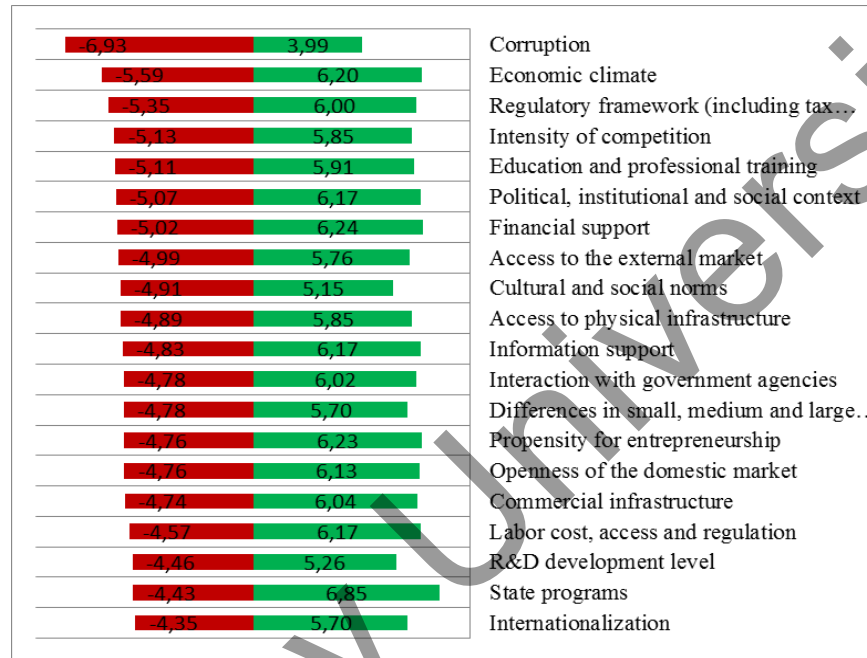 -6,93 3,99 Corruption
-5,59 6,20 Economic climate
-5,35 6,00 Regulatory framework (including tax…
-5,13 5,85 Intensity of competition
-5,11 5,91 Education and professional training
-5,07 6,17 Political, institutional and social context
-5,02 6,24 Financial support
-4,99 5,76 Access to the external market
-4,91 5,15 Cultural and social norms
-4,89 5,85 Access to physical infrastructure
-4,83 6,17 Information support
-4,78 6,02 Interaction with government agencies
-4,78 5,70 Differences in small, medium and large…
-4,76 6,23 Propensity for entrepreneurship
-4,76 6,13 Openness of the domestic market
-4,74 6,04 Commercial infrastructure
-4,57 6,17 Labor cost, access and regulation
-4,46 5,26 R&D development level
-4,43 6,85 State programs
-4,35 5,70 Internationalization
y Universi